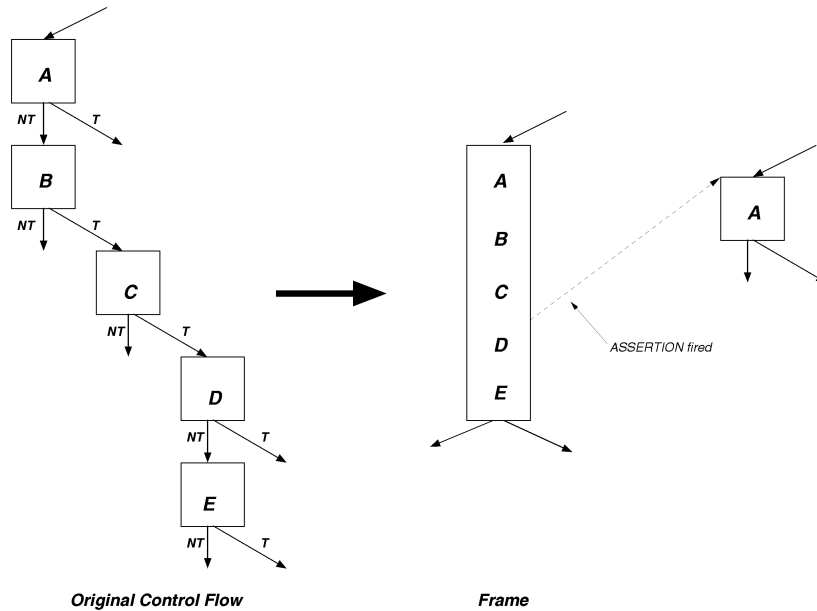 A
NT T
B
NT T
C
NT T
D
NT T
E
NT T
Original Control Flow
A
B
C
D
E
Frame
A
ASSERTION fired